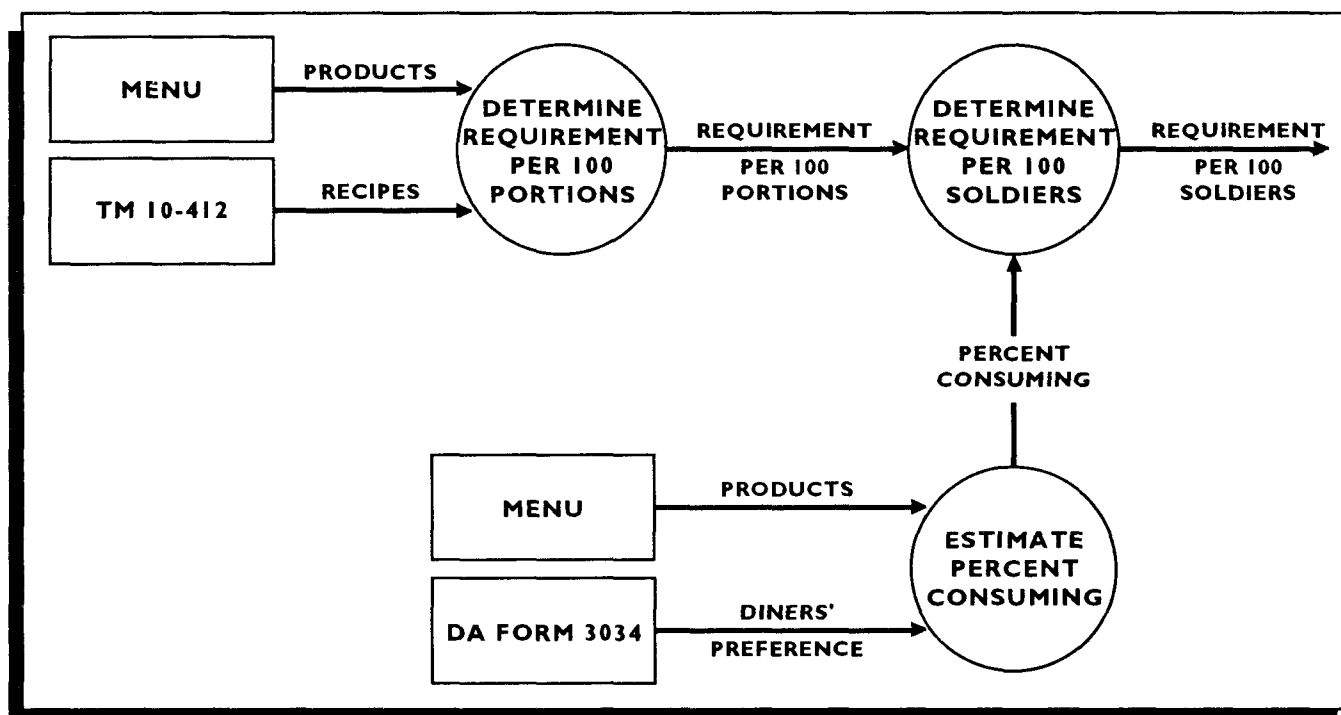 MENU
PRODUCTS
TM 10-412
RECIPES
DETERMINE
REQUIREMENT
PER 100
PORTIONS
REQUIREMENT
PER 100
PORTIONS
DETERMINE
REQUIREMENT
PER 100
SOLDIERS
REQUIREMENT
PER 100
SOLDIERS
PERCENT
CONSUMING
MENU
PRODUCTS
DA FORM 3034
DINERS'
PREFERENCE
ESTIMATE
PERCENT
CONSUMING